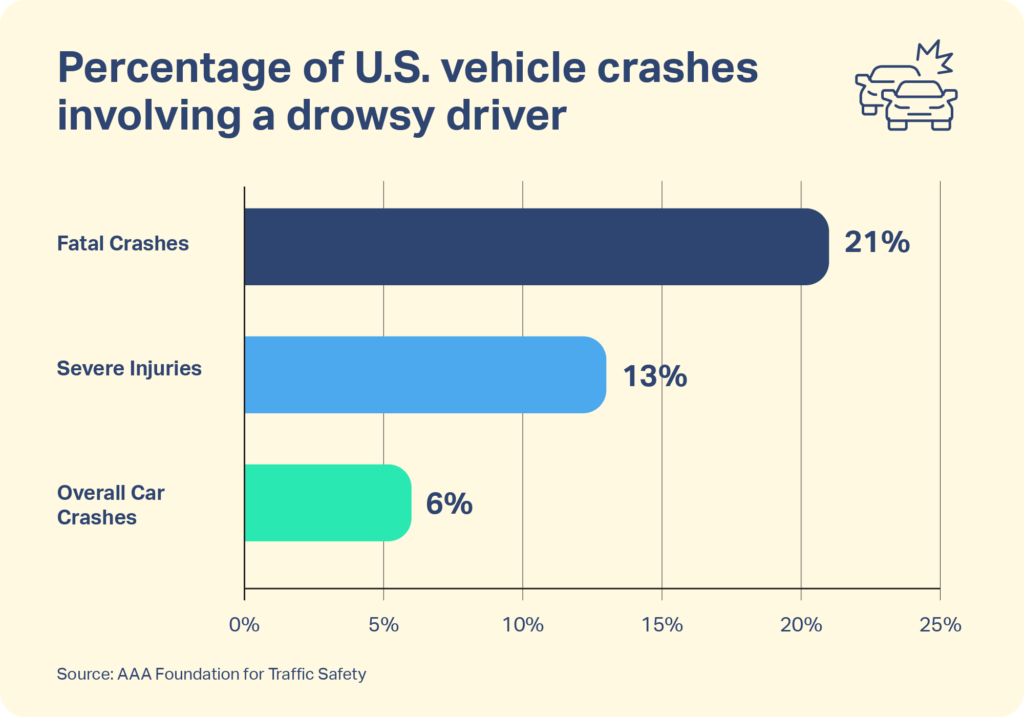 Percentage of U.S. vehicle crashes
involving a drowsy driver
Fatal Crashes
21%
Severe Injuries
13%
Overall Car
Crashes
6%
0%
5%
10%
15%
20%
25%
Source: AAA Foundation for Traffic Safety